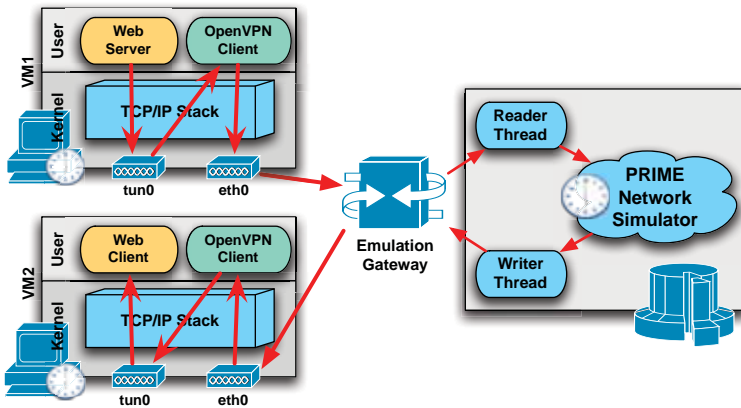 VM1
User
Kernel
Web
Server
OpenVPN
Client
TCP/IP Stack
tun0
eth0
VM2
User
Kernel
Web
Client
OpenVPN
Client
TCP/IP Stack
tun0
eth0
Emulation
Gateway
Reader
Thread
PRIME
Network
Simulator
Writer
Thread